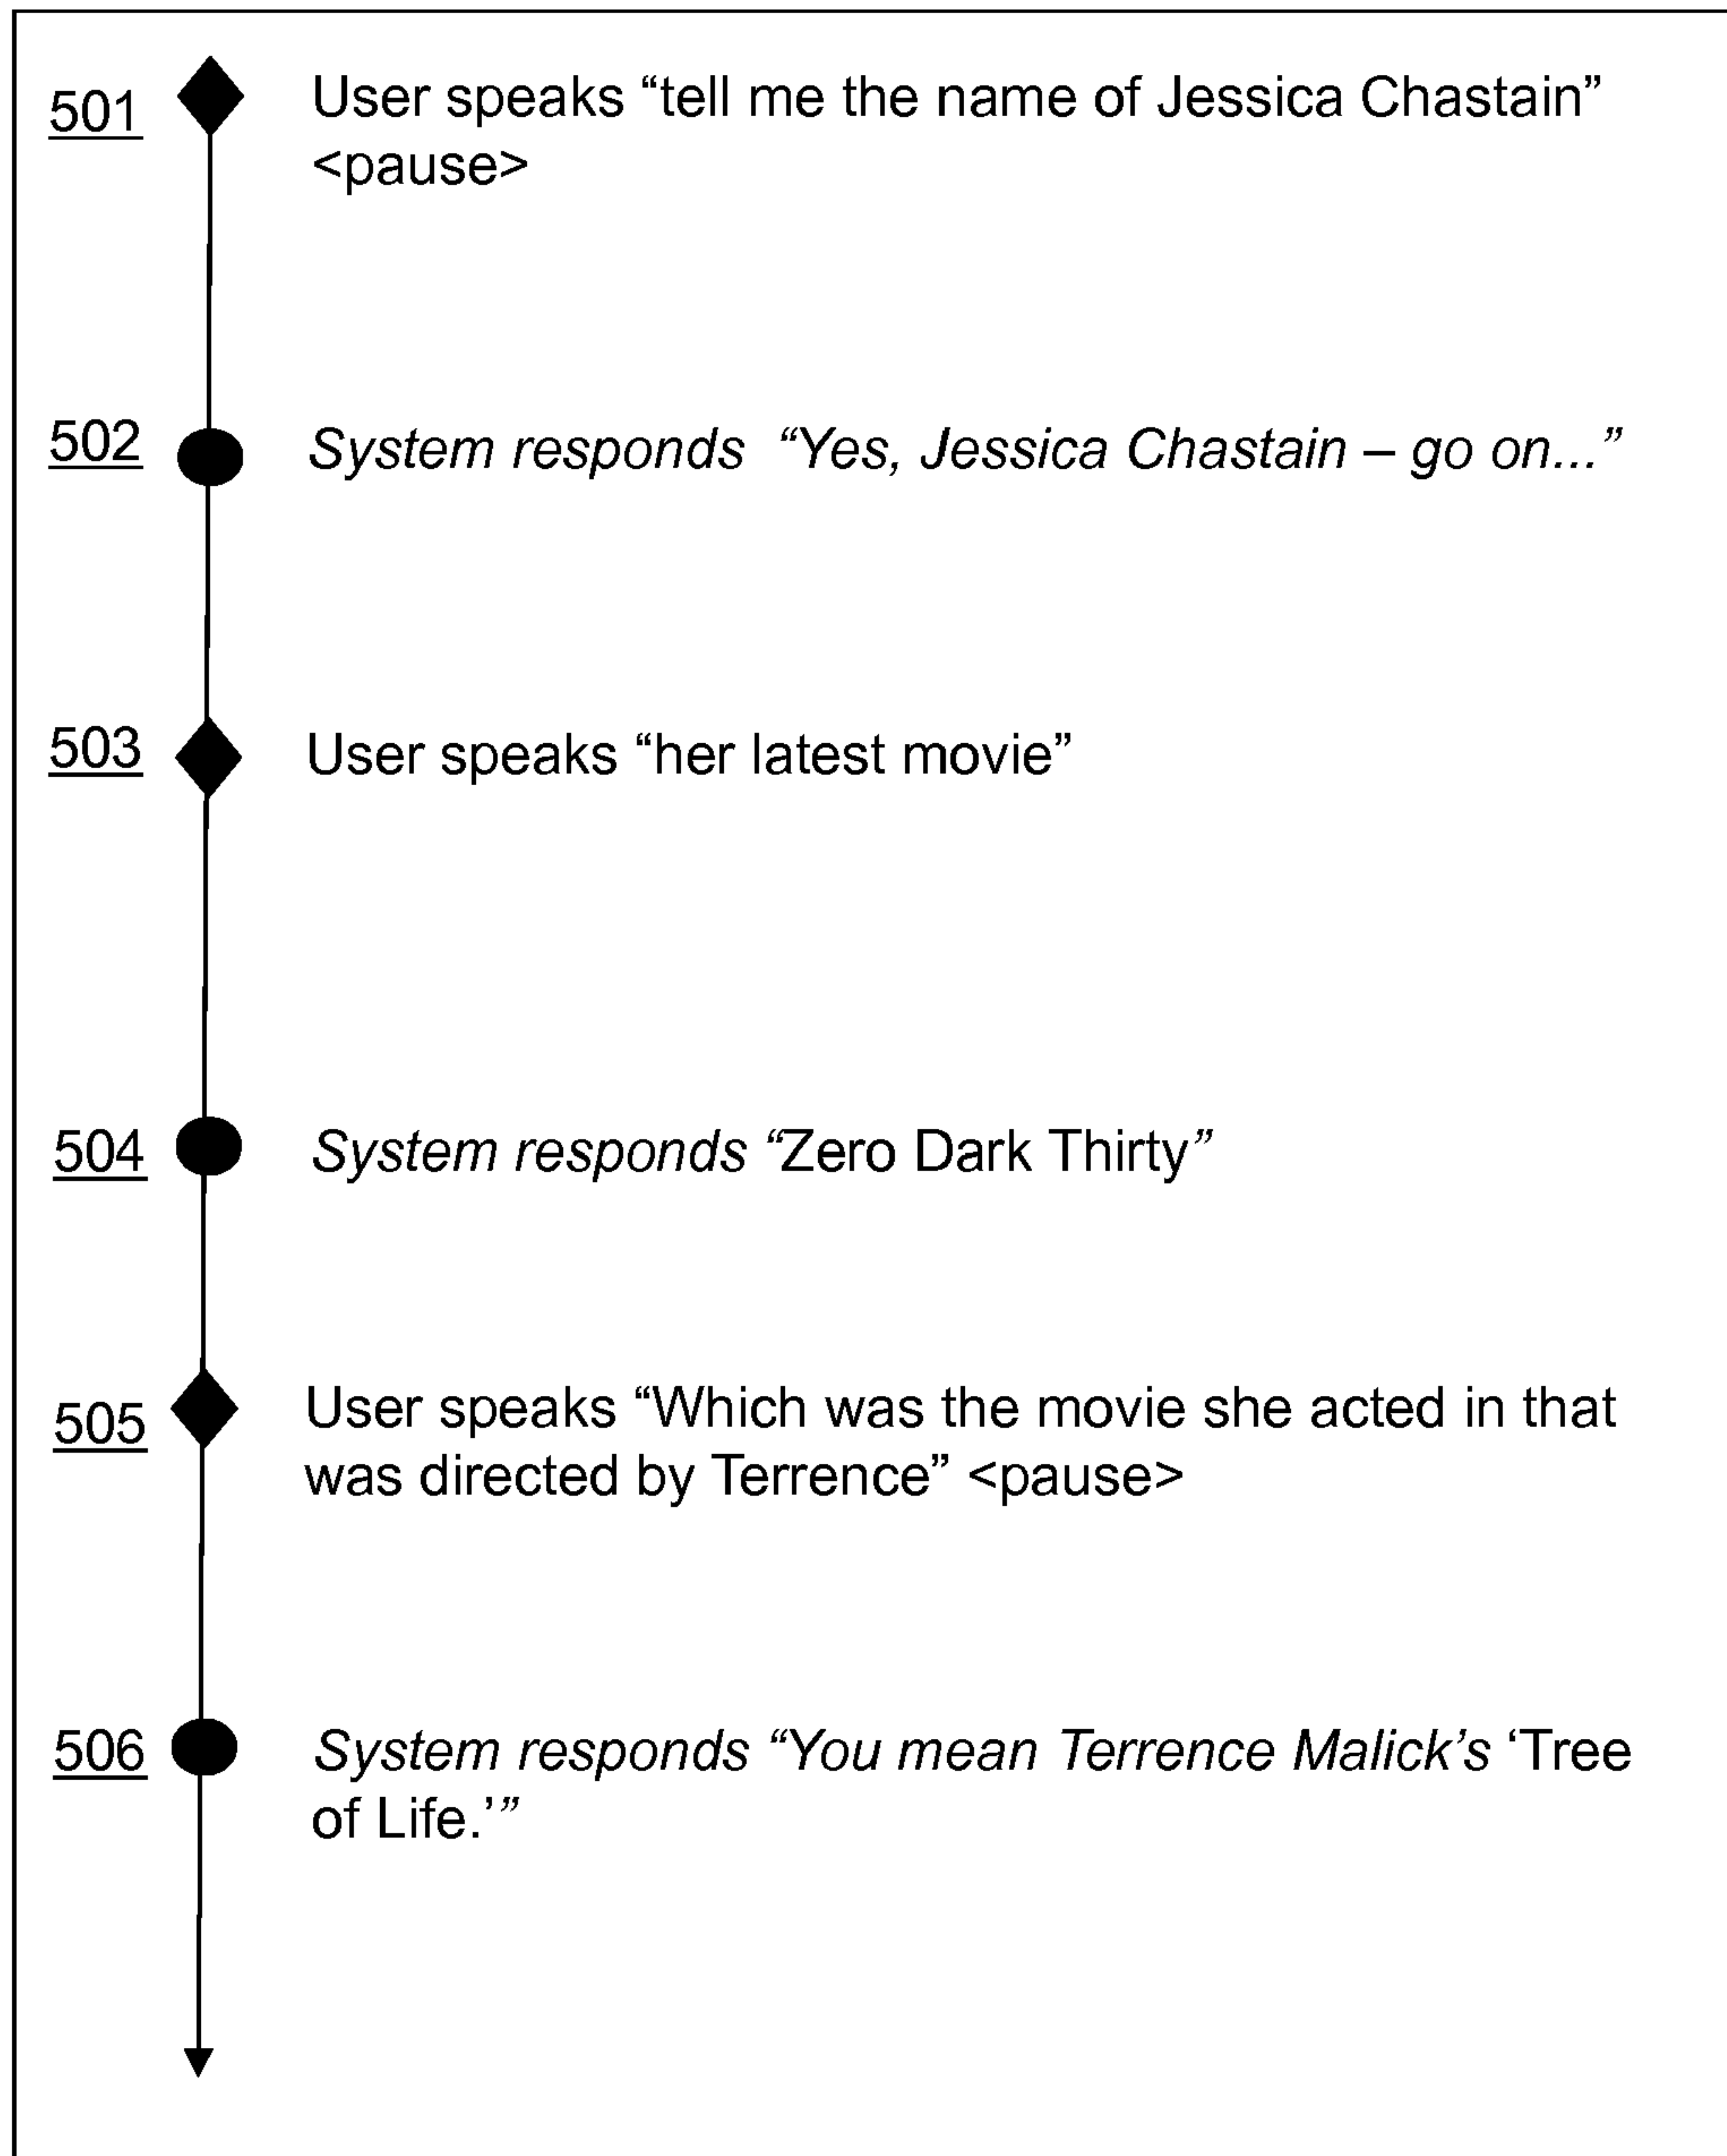 501 User speaks “tell me the name of Jessica Chastain”
<pause>
502 System responds “Yes, Jessica Chastain – go on...”
503 User speaks “her latest movie”
504 System responds “Zero Dark Thirty”
505 User speaks “Which was the movie she acted in that
was directed by Terrence” <pause>
506 System responds “You mean Terrence Malick’s ‘Tree
of Life.’”